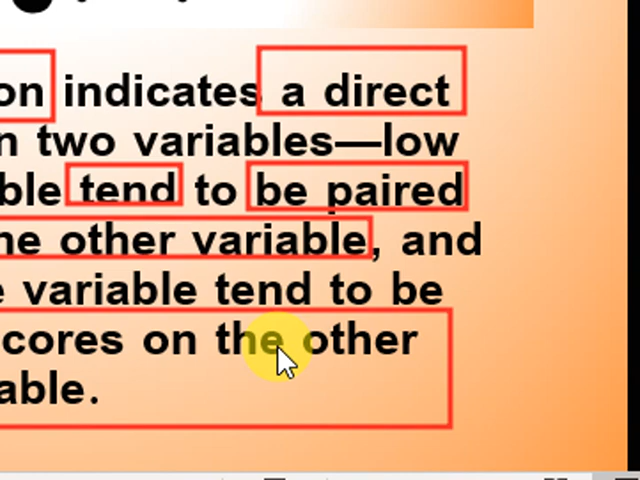 on indicates a direct
n two variables—low
ble tend to be paired
he other variable, and
e variable tend to be
cores on the other
able.